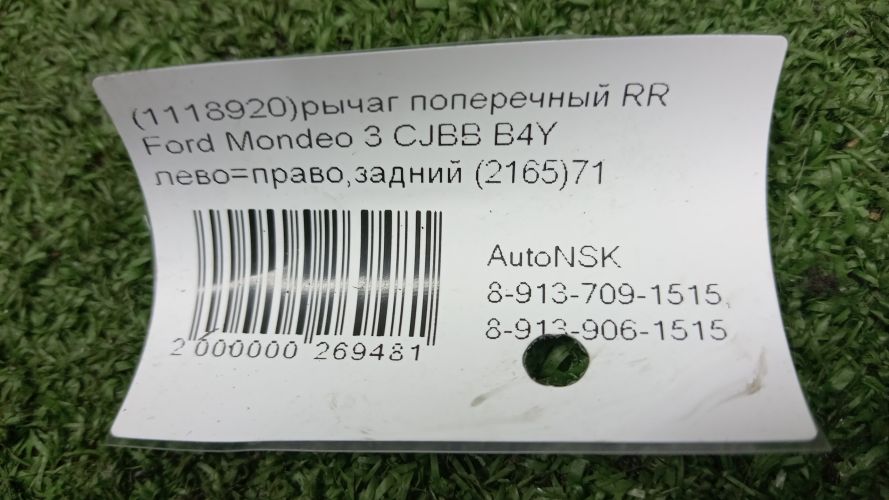 (1118920)рычаг поперечный RR
Ford Mondeo 3 CJBB B4Y
лево=право,задний (2165)71
AutoNSK
8-913-709-1515,
8-913-906-1515
2 000000 269481